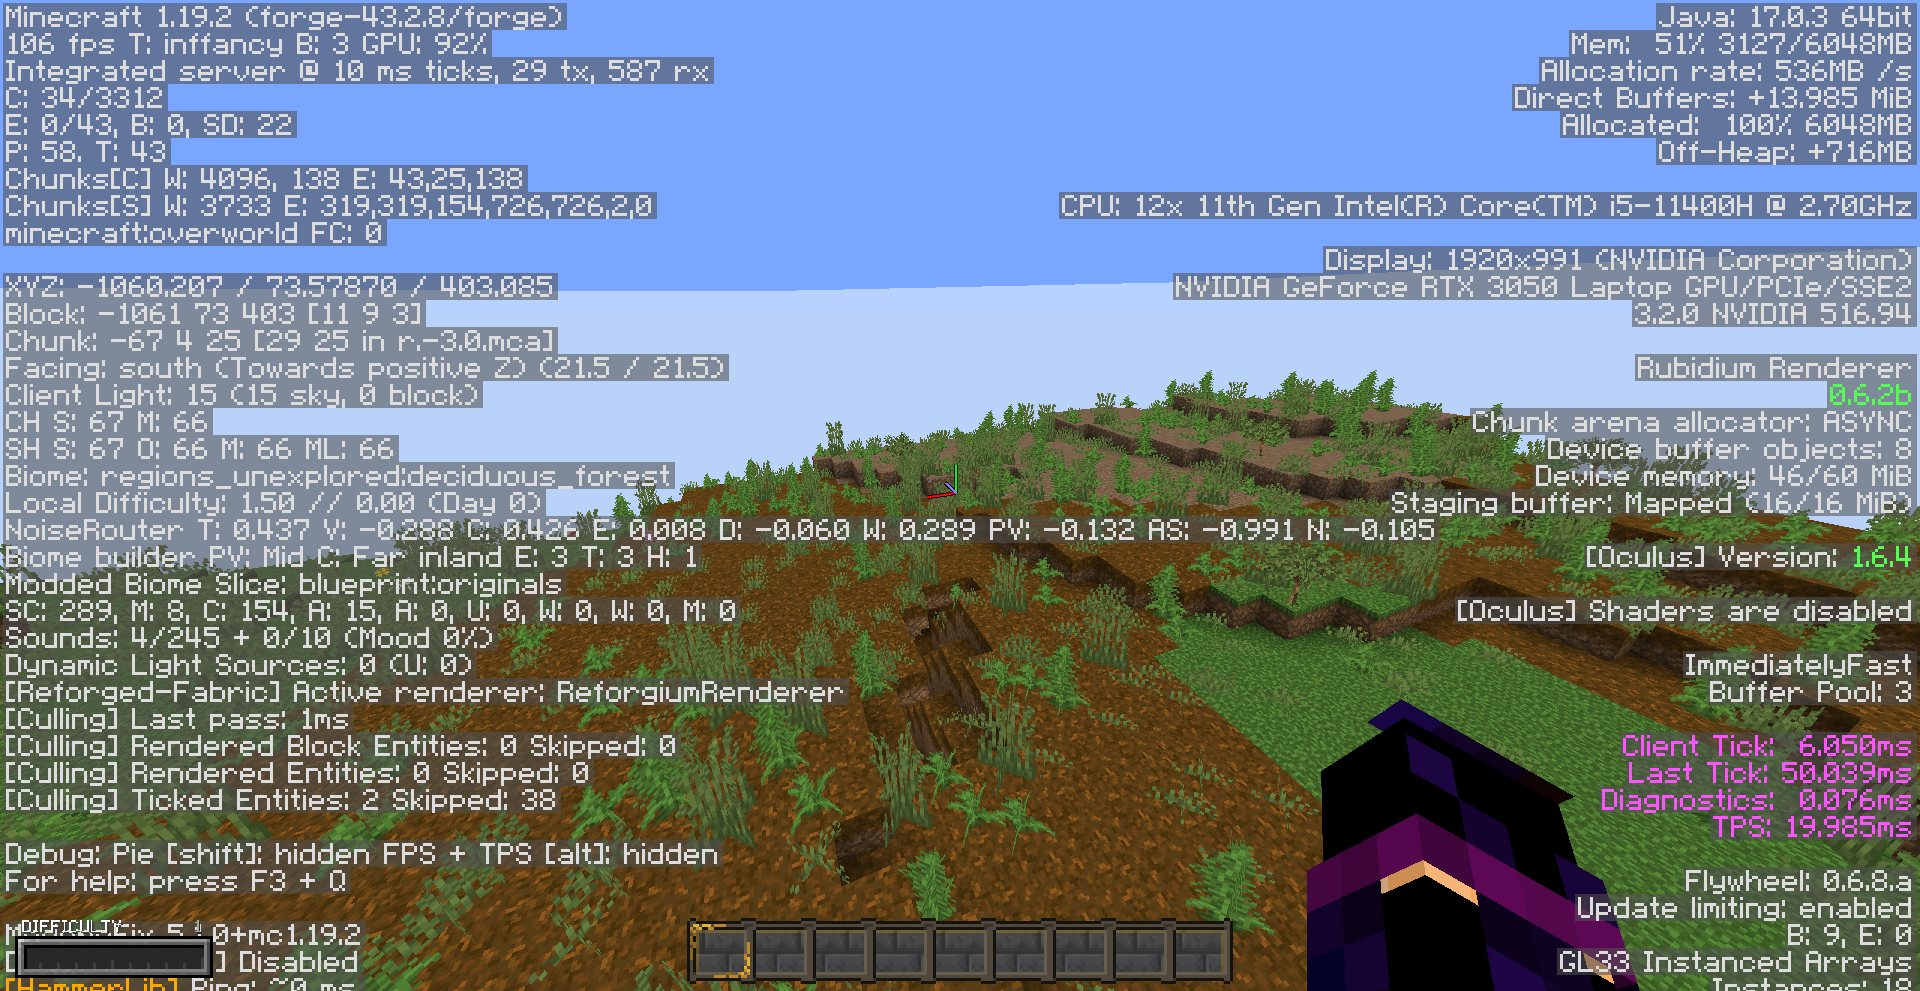 Minecraft 1.19.2 (forge-43.2.8/forge)
106 fps T: inffancy B: 3 GPU: 92%
Integrated server @ 10 ms ticks, 29 tx, 587 rx
C: 34/3312
E: 0/43, B: 0, SD: 22
P: 58. T: 43
Chunks[C] W: 4096, 138 E: 43,25,138
Chunks[S] W: 3733 E: 319,319,154,726,726,2,0
minecraft:overworld FC: 0
XYZ: -1060.207 / 73.57870 / 403.085
Block: -1061 73 403 [11 9 3]
Chunk: -67 4 25 [29 25 in r.-3.0.mca]
Facing: south (Towards positive Z) (21.5 / 21.5)
Client Light: 15 (15 sky, 0 block)
CH S: 67 M: 66
SH S: 67 O: 66 M: 66 ML: 66
Biome: regions_unexplored:deciduous_forest
Local Difficulty: 1.50 // 0.00 (Day 0)
NoiseRouter T: 0.437 V: L: 0.426 E: 0.008 D: -0.060 W: 0.289 PV: -0.132 AS: -0.991 N: -0.105
Biome builder PV: Mid C: Far inland E: 3 T: 3 H: 1
Modded Biome Slice: blueprint:originals
SC: 289, M: 8, C: 154, A: 15, A: 0, U: 0, W: 0, W: 0, M: 0
Sounds: 4/245 + 0/10 (Mood 0%)
Dynamic Light Sources: 0 (U: 0)
[Reforged-Fabric] Active renderer: ReforgiumRenderer
[Culling] Last pass: 1ms
[Culling] Rendered Block Entities: 0 Skipped: 0
[Culling] Rendered Entities: 0 Skipped: 0
[Culling] Ticked Entities: 2 Skipped: 38
Debug: Pie [shift]: hidden FPS + TPS [alt]: hidden
For help: press F3 + Q
DIFFICULTY
0+mc1.19.2
] Disabled
[HammerLib] Ping: ~0 ms
Java: 17.0.3 64bit
Mem: 51% 3127/6048MB
Allocation rate: 536MB /s
Direct Buffers: +13.985 MiB
Allocated: 100% 6048MB
Off-Heap: +716MB
CPU: 12x 11th Gen Intel(R) Core(TM) i5-11400H @ 2.70GHz
Display: 1920x991 (NVIDIA Corporation)
NVIDIA GeForce RTX 3050 Laptop GPU/PCIe/SSE2
3.2.0 NVIDIA 516.94
Rubidium Renderer
0.6.2b
Chunk arena allocator: ASYNC
Device buffer objects: 8
Device memory: 46/60 MiB
Staging buffer: Mapped (16/16 MiB)
[Oculus] Version: 1.6.4
[Oculus] Shaders are disabled
ImmediatelyFast
Buffer Pool: 3
Client Tick: 6.050ms
Last Tick: 50.039ms
Diagnostics: 0.076ms
TPS: 19.985ms
Flywheel: 0.6.8.a
Update limiting: enabled
B: 9, E: 0
GL33 Instanced Arrays
Instances: 18